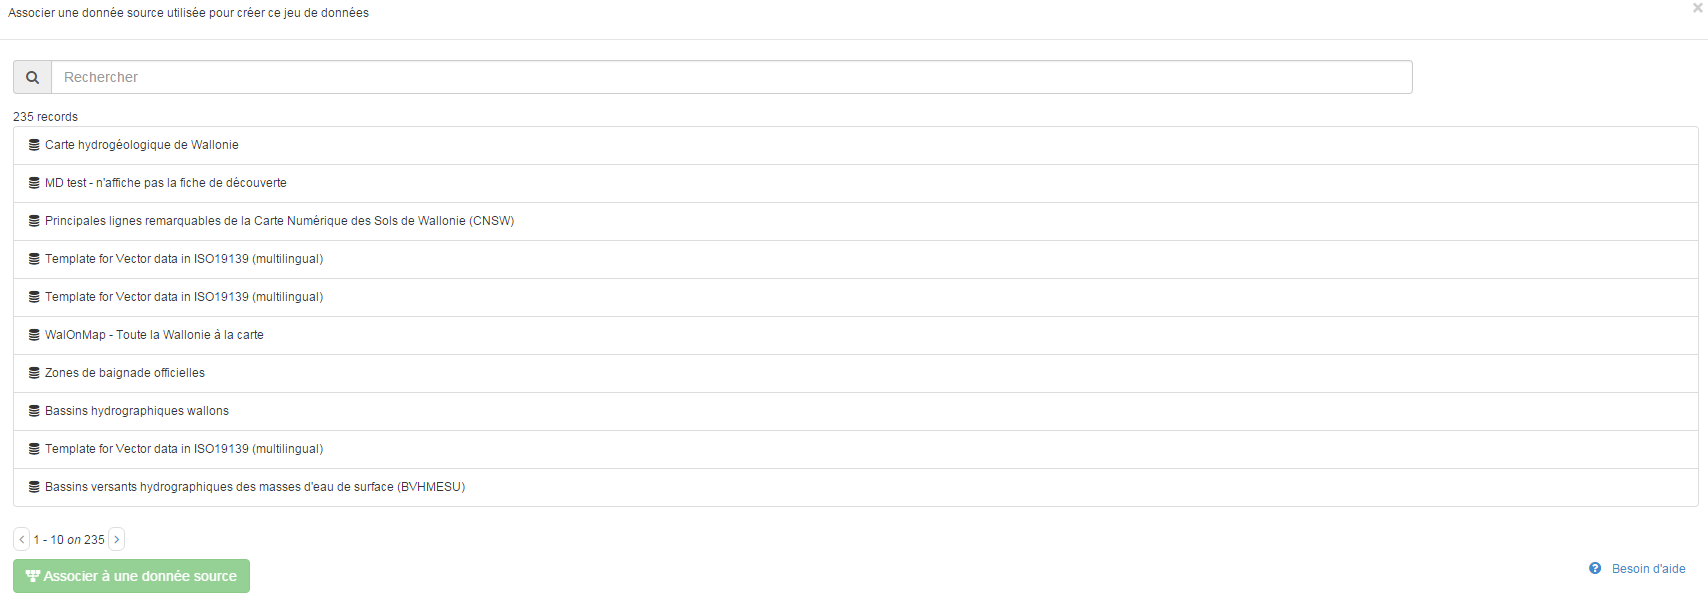 Associer une donnée source utilisée pour créer ce jeu de données
×
Rechercher
235 records
Carte hydrogéologique de Wallonie
MD test - n'affiche pas la fiche de découverte
Principales lignes remarquables de la Carte Numérique des Sols de Wallonie (CNSW)
Template for Vector data in ISO19139 (multilingual)
Template for Vector data in ISO19139 (multilingual)
WalOnMap - Toute la Wallonie à la carte
Zones de baignade officielles
Bassins hydrographiques wallons
Template for Vector data in ISO19139 (multilingual)
Bassins versants hydrographiques des masses d'eau de surface (BVHMESU)
< 1 - 10 on 235 >
Associer à une donnée source
? Besoin d'aide